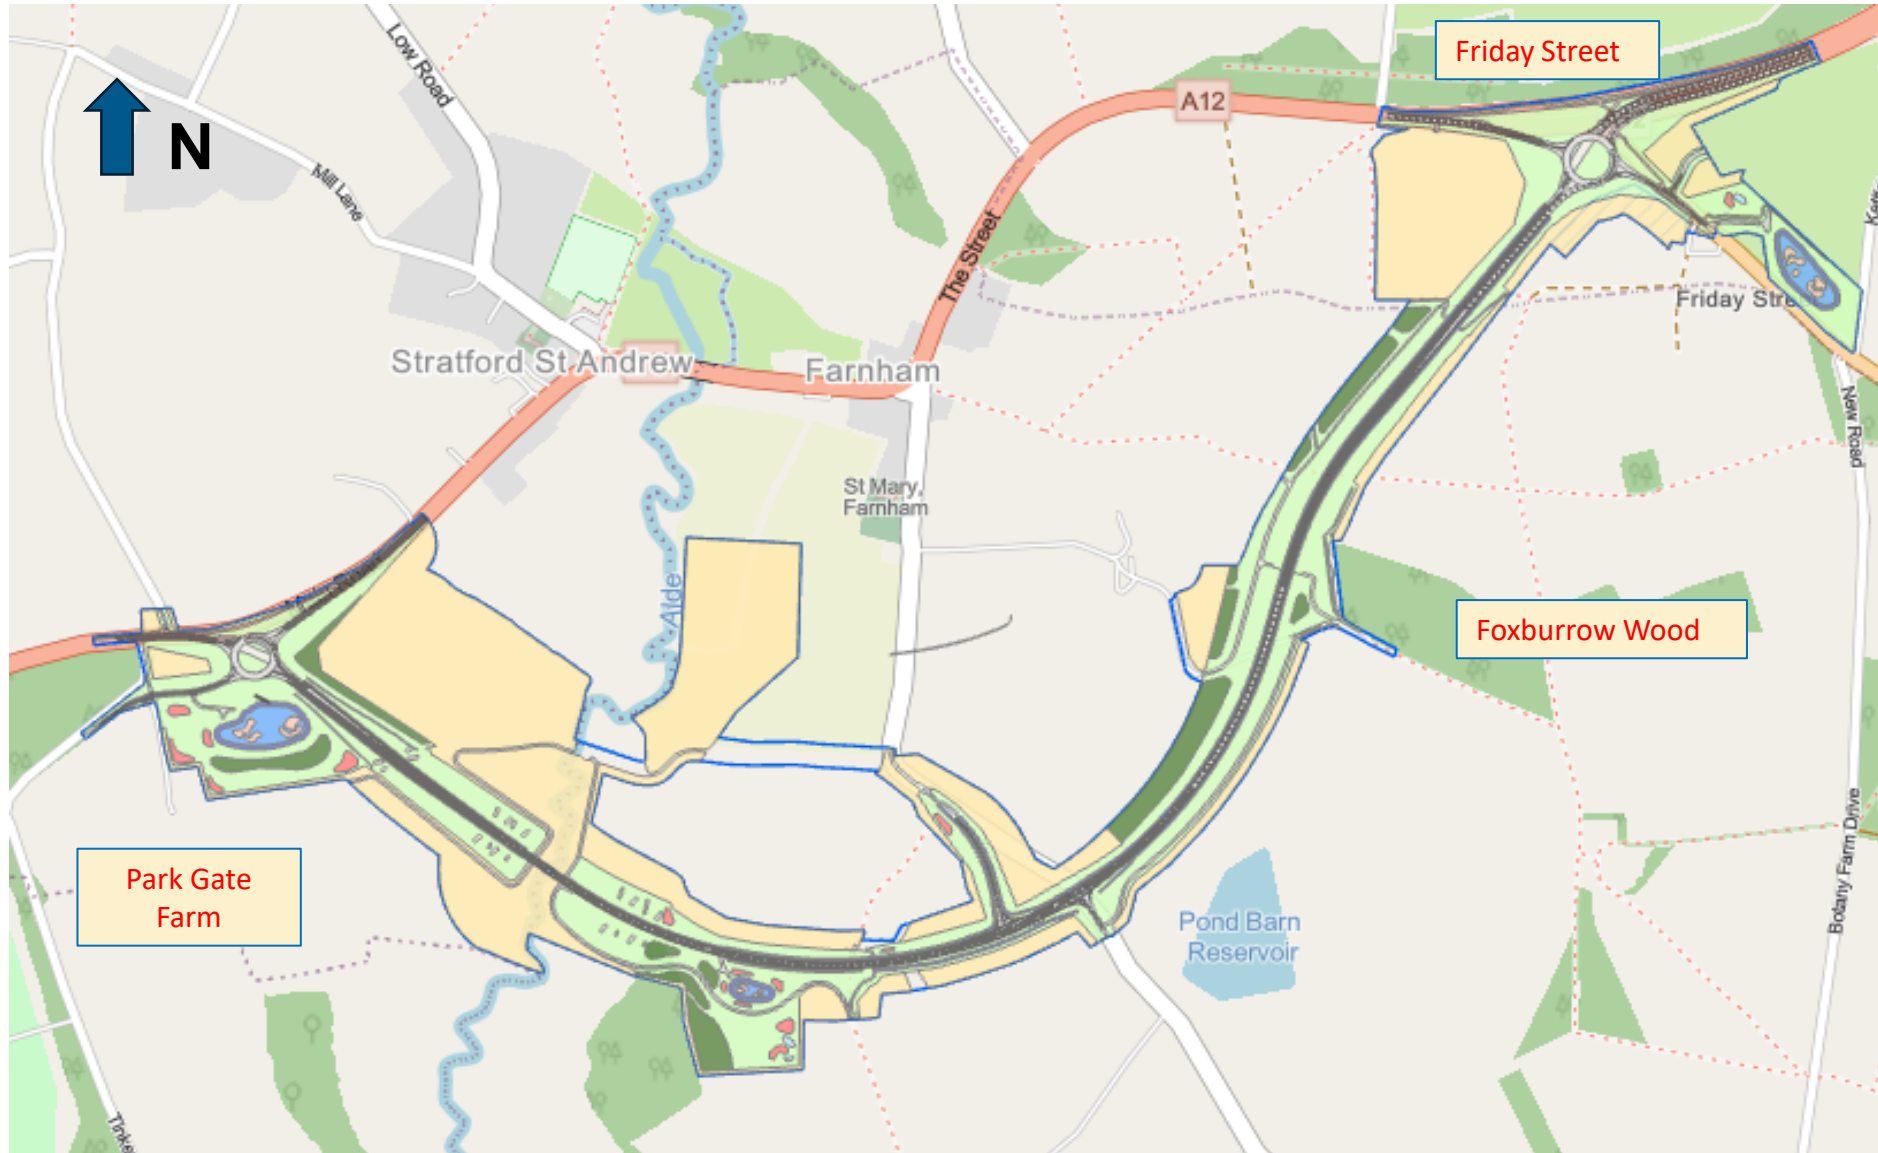 Friday Street
Low Road
A12
N
Mill Lane
The Street
Friday Stre
Stratford St Andrew
Farnham
New Road
St Mary,
Farnham
Alde
Foxburrow Wood
Park Gate
Farm
Botany Farm Drive
Pond Barn
Reservoir
Tinke